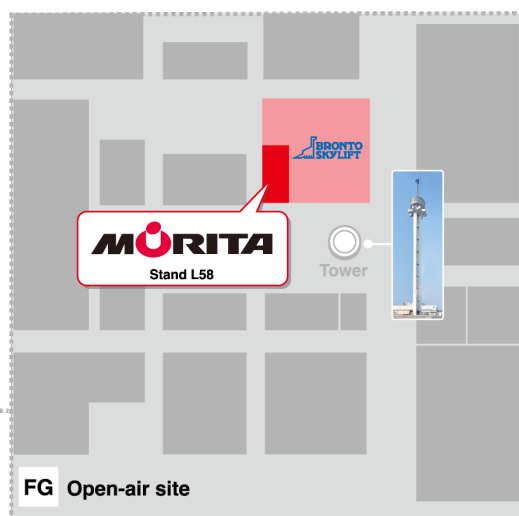 BRONTO
SKYLIFT
MORITA
Stand L58
Tower
FG Open-air site